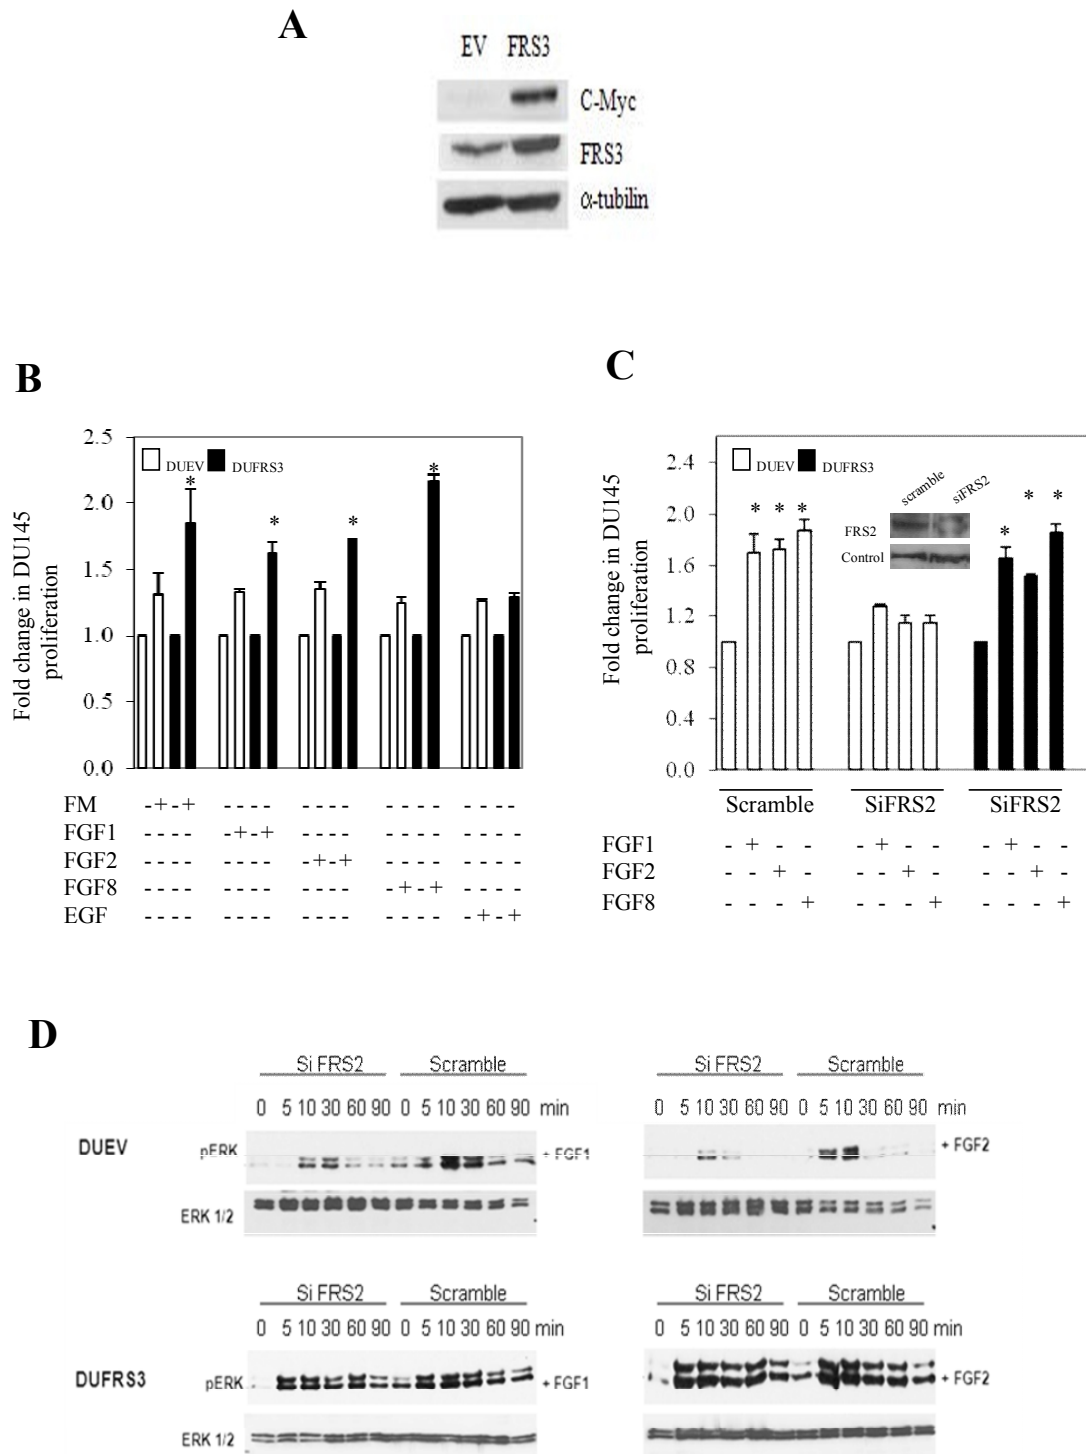 A
EV FRS3
C-Myc
FRS3
α-tubilin
B
Fold change in DU145
proliferation
2.5
2.0
1.5
1.0
0.5
0.0
DUEV DUFRS3
* * * *
FM - + - + - - - - - - - - - - - - - - - -
FGF1 - - - - - + - + - - - - - - - - - - - -
FGF2 - - - - - - - - - + - + - - - - - - - -
FGF8 - - - - - - - - - - - - - + - + - - - -
EGF - - - - - - - - - - - - - - - - - + - +
C
Fold change in DU145
proliferation
2.4
2.0
1.6
1.2
0.8
0.4
0.0
DUEV DUFRS3
scramble siFRS2
FRS2
Control
* * * * * *
Scramble SiFRS2 SiFRS2
FGF1 - + - - - + - - - + - -
FGF2 - - + - - - + - - - + -
FGF8 - - - + - - - + - - - +
D
Si FRS2 Scramble
0 5 10 30 60 90 0 5 10 30 60 90 min
DUEV
pERK + FGF1
ERK 1/2
Si FRS2 Scramble
0 5 10 30 60 90 0 5 10 30 60 90 min
+ FGF2
Si FRS2 Scramble
0 5 10 30 60 90 0 5 10 30 60 90 min
DUFRS3
pERK + FGF1
ERK 1/2
Si FRS2 Scramble
0 5 10 30 60 90 0 5 10 30 60 90 min
+ FGF2